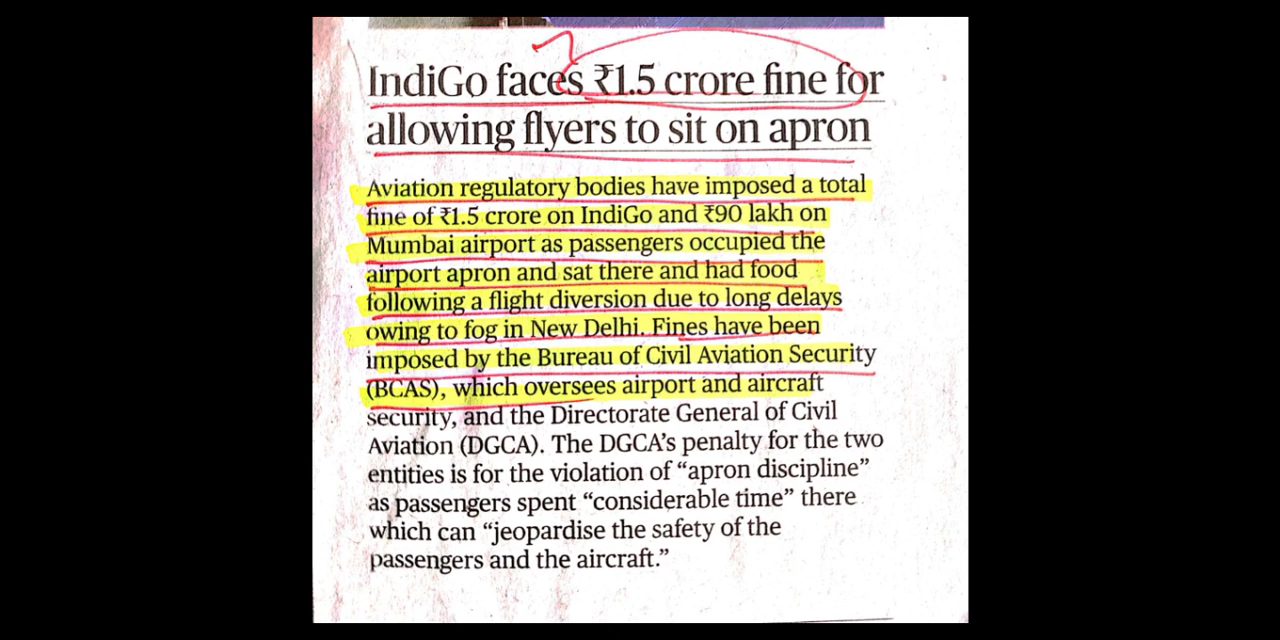 IndiGo faces ₹1.5 crore fine for
allowing flyers to sit on apron
Aviation regulatory bodies have imposed a total
fine of ₹1.5 crore on IndiGo and ₹90 lakh on
Mumbai airport as passengers occupied the
airport apron and sat there and had food
following a flight diversion due to long delays
owing to fog in New Delhi. Fines have been
imposed by the Bureau of Civil Aviation Security
(BCAS), which oversees airport and aircraft
security, and the Directorate General of Civil
Aviation (DGCA). The DGCA’s penalty for the two
entities is for the violation of “apron discipline”
as passengers spent “considerable time” there
which can “jeopardise the safety of the
passengers and the aircraft.”